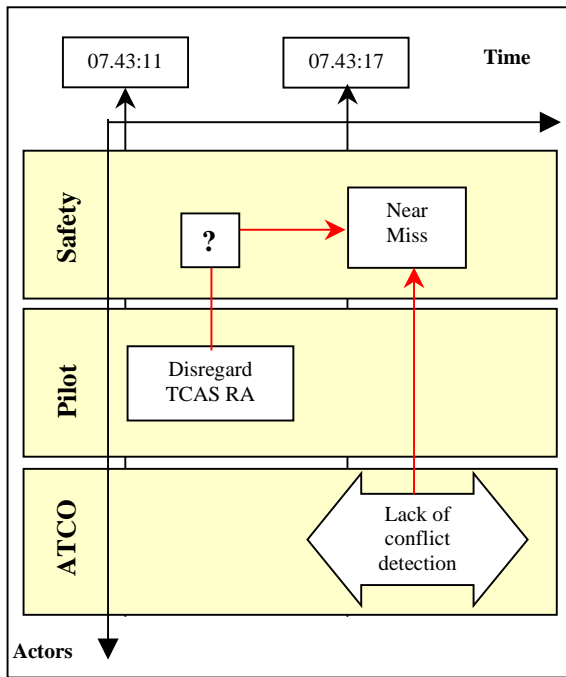 07.43:11
07.43:17
Time
Safety
?
Near
Miss
Pilot
Disregard
TCAS RA
ATCO
Lack of
conflict
detection
Actors